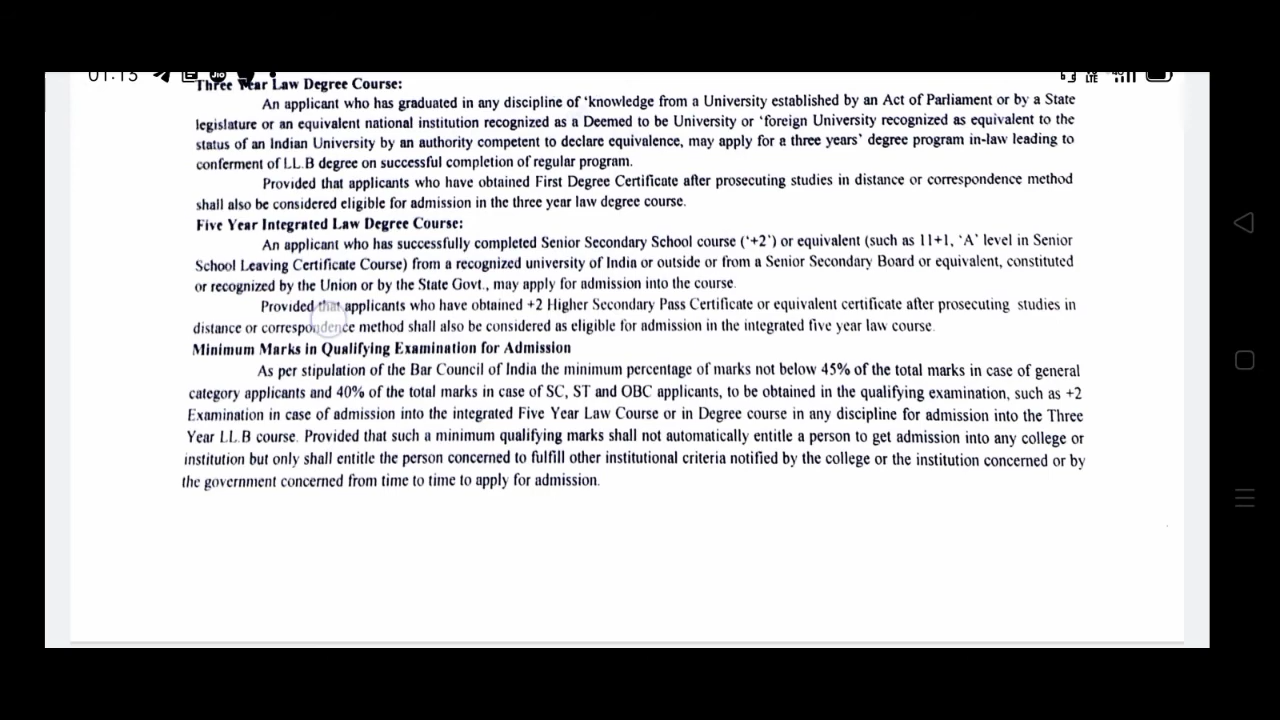 01:13
Three Year Law Degree Course:
An applicant who has graduated in any discipline of ‘knowledge from a University established by an Act of Parliament or by a State
legislature or an equivalent national institution recognized as a Deemed to be University or ‘foreign University recognized as equivalent to the
status of an Indian University by an authority competent to declare equivalence, may apply for a three years’ degree program in-law leading to
conferment of LL.B degree on successful completion of regular program.
Provided that applicants who have obtained First Degree Certificate after prosecuting studies in distance or correspondence method
shall also be considered eligible for admission in the three year law degree course.
Five Year Integrated Law Degree Course:
An applicant who has successfully completed Senior Secondary School course (‘+2’) or equivalent (such as 11+1, ‘A’ level in Senior
School Leaving Certificate Course) from a recognized university of India or outside or from a Senior Secondary Board or equivalent, constituted
or recognized by the Union or by the State Govt., may apply for admission into the course.
Provided that applicants who have obtained +2 Higher Secondary Pass Certificate or equivalent certificate after prosecuting studies in
distance or correspondence method shall also be considered as eligible for admission in the integrated five year law course.
Minimum Marks in Qualifying Examination for Admission
As per stipulation of the Bar Council of India the minimum percentage of marks not below 45% of the total marks in case of general
category applicants and 40% of the total marks in case of SC, ST and OBC applicants, to be obtained in the qualifying examination, such as +2
Examination in case of admission into the integrated Five Year Law Course or in Degree course in any discipline for admission into the Three
Year LL.B course. Provided that such a minimum qualifying marks shall not automatically entitle a person to get admission into any college or
institution but only shall entitle the person concerned to fulfill other institutional criteria notified by the college or the institution concerned or by
the government concerned from time to time to apply for admission.